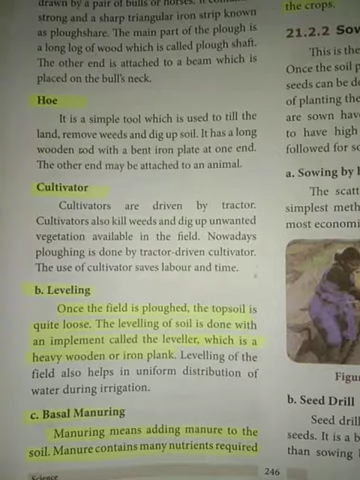 drawn by a pair of bulls or horses. It
strong and a sharp triangular iron strip known
as ploughshare. The main part of the plough is
a long log of wood which is called plough shaft.
The other end is attached to a beam which is
placed on the bull's neck.
Hoe
It is a simple tool which is used to till the
land, remove weeds and dig up soil. It has a long
wooden rod with a bent iron plate at one end.
The other end may be attached to an animal.
Cultivator
Cultivators are driven by tractor.
Cultivators also kill weeds and dig up unwanted
vegetation available in the field. Nowadays
ploughing is done by tractor-driven cultivator.
The use of cultivator saves labour and time.
b. Leveling
Once the field is ploughed, the topsoil is
quite loose. The levelling of soil is done with
an implement called the leveller, which is a
heavy wooden or iron plank. Levelling of the
field also helps in uniform distribution of
water during irrigation.
c. Basal Manuring
Manuring means adding manure to the
soil. Manure contains many nutrients required
Science
246
the crops.
21.2.2 Sow
This is the
Once the soil p
seeds can be d
of planting the
are sown hav
to have high
followed for so
a. Sowing by
The scatt
simplest meth
most economi
Figu
b. Seed Drill
Seed drill
seeds. It is a b
than sowing